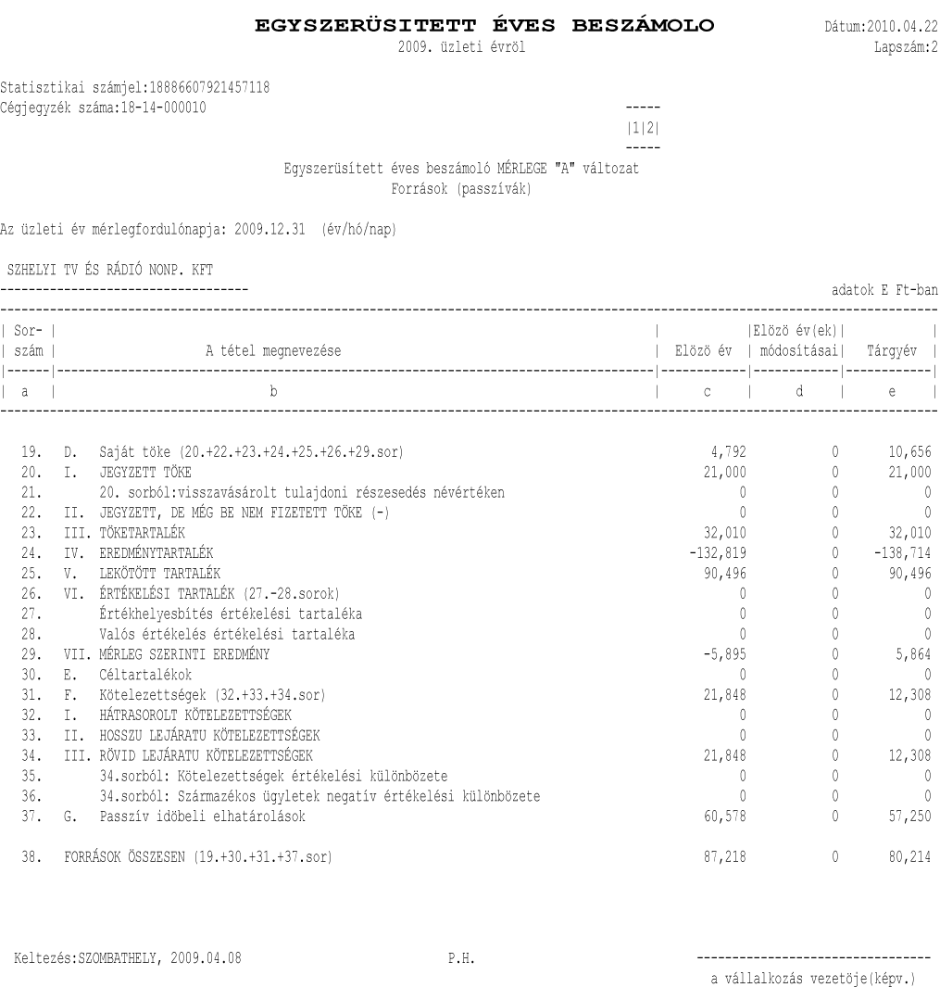 EGYSZERÜSITETT ÉVES BESZÁMOLO Dátum:2010.04.22
2009. üzleti évröl Lapszám:2
Statisztikai számjel:18886607921457118
Cégjegyzék száma:18-14-000010 -----
|1|2|
-----
Egyszerüsített éves beszámoló MÉRLEGE "A" változat
Források (passzívák)
Az üzleti év mérlegfordulónapja: 2009.12.31 (év/hó/nap)
SZHELYI TV ÉS RÁDIÓ NONP. KFT
----------------------------------- adatok E Ft-ban
| Sor- | | |Elözö év(ek)| |
| szám | A tétel megnevezése | Elözö év | módosításai| Tárgyév |
| a | b | c | d | e |
19. D. Saját töke (20.+22.+23.+24.+25.+26.+29.sor) 4,792 0 10,656
20. I. JEGYZETT TÖKE 21,000 0 21,000
21. 20. sorból:visszavásárolt tulajdoni részesedés névértéken 0 0 0
22. II. JEGYZETT, DE MÉG BE NEM FIZETETT TÖKE (-) 0 0 0
23. III. TÖKETARTALÉK 32,010 0 32,010
24. IV. EREDMÉNYTARTALÉK -132,819 0 -138,714
25. V. LEKÖTÖTT TARTALÉK 90,496 0 90,496
26. VI. ÉRTÉKELÉSI TARTALÉK (27.-28.sorok) 0 0 0
27. Értékhelyesbítés értékelési tartaléka 0 0 0
28. Valós értékelés értékelési tartaléka 0 0 0
29. VII. MÉRLEG SZERINTI EREDMÉNY -5,895 0 5,864
30. E. Céltartalékok 0 0 0
31. F. Kötelezettségek (32.+33.+34.sor) 21,848 0 12,308
32. I. HÁTRASOROLT KÖTELEZETTSÉGEK 0 0 0
33. II. HOSSZU LEJÁRATU KÖTELEZETTSÉGEK 0 0 0
34. III. RÖVID LEJÁRATU KÖTELEZETTSÉGEK 21,848 0 12,308
35. 34.sorból: Kötelezettségek értékelési különbözete 0 0 0
36. 34.sorból: Származékos ügyletek negatív értékelési különbözete 0 0 0
37. G. Passzív idöbeli elhatárolások 60,578 0 57,250
38. FORRÁSOK ÖSSZESEN (19.+30.+31.+37.sor) 87,218 0 80,214
Keltezés:SZOMBATHELY, 2009.04.08 P.H. ---------------------------------
a vállalkozás vezetöje(képv.)